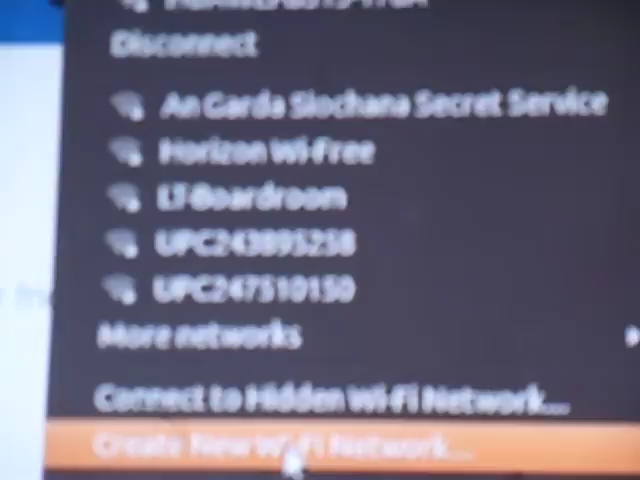 Disconnect
An Garda Siochana Secret Service
Horizon Wi-Free
LT-Boardroom
UPC243895258
UPC247510150
More networks
Connect to Hidden Wi-Fi Network...
Create New Wi-Fi Network...